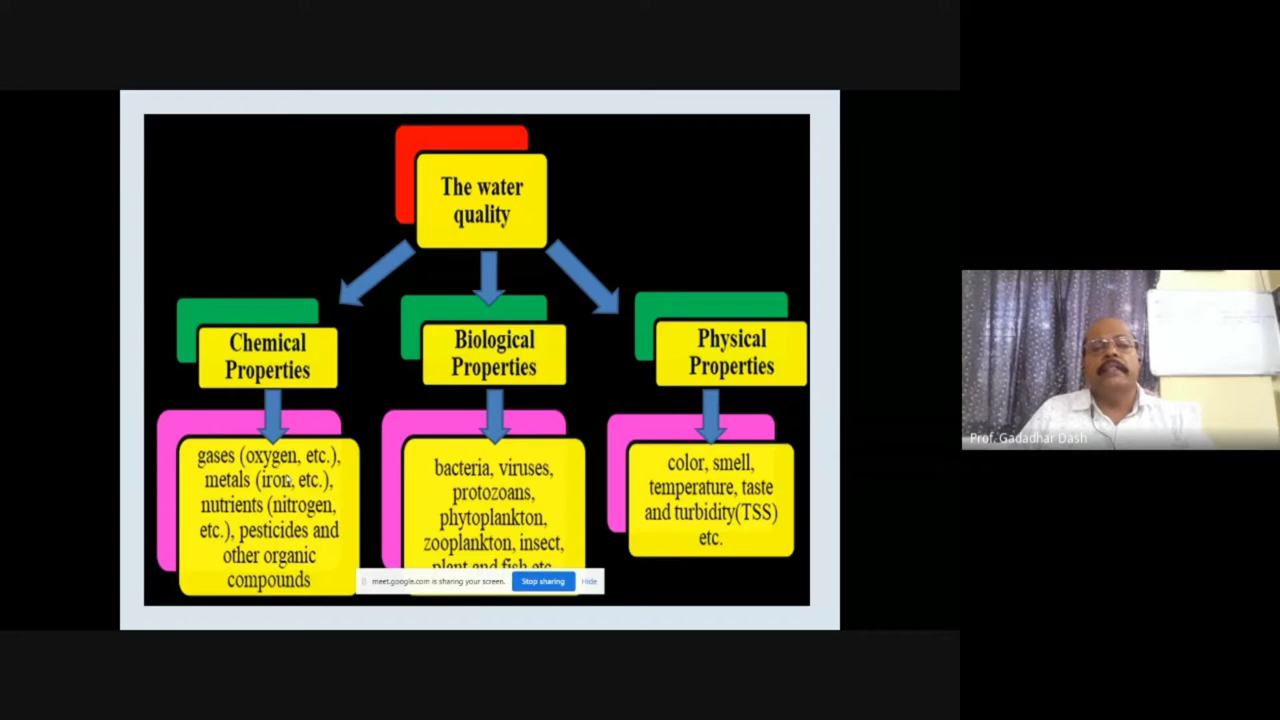 The water
quality
Chemical
Properties
Biological
Properties
Physical
Properties
gases (oxygen, etc.),
metals (iron, etc.),
nutrients (nitrogen,
etc.), pesticides and
other organic
compounds
bacteria, viruses,
protozoans,
phytoplankton,
zooplankton, insect,
plant and fish etc
color, smell,
temperature, taste
and turbidity(TSS)
etc.
meet.google.com is sharing your screen.
Stop sharing
Hide
Prof. Gadadhar Dash